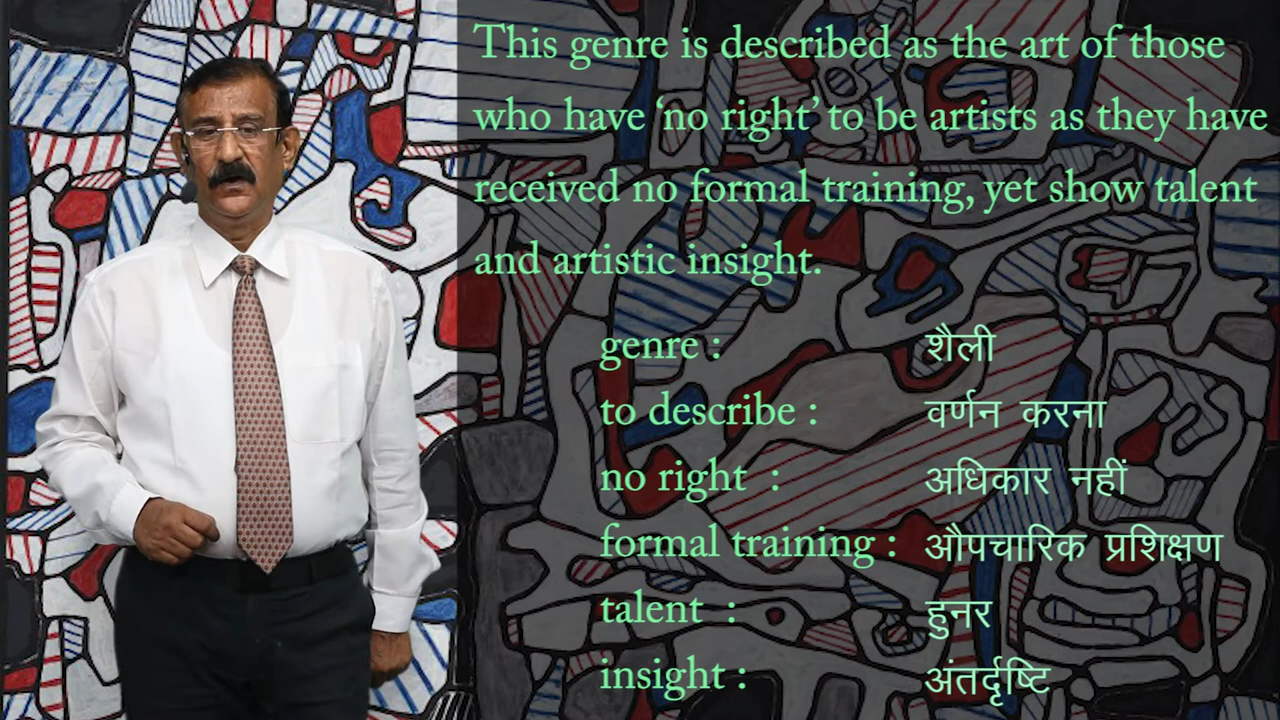 This genre is described as the art of those
who have ‘no right’ to be artists as they have
received no formal training, yet show talent
and artistic insight.
genre : शैली
to describe : वर्णन करना
no right : अधिकार नहीं
formal training : औपचारिक प्रशिक्षण
talent : हुनर
insight : अंतर्दृष्टि